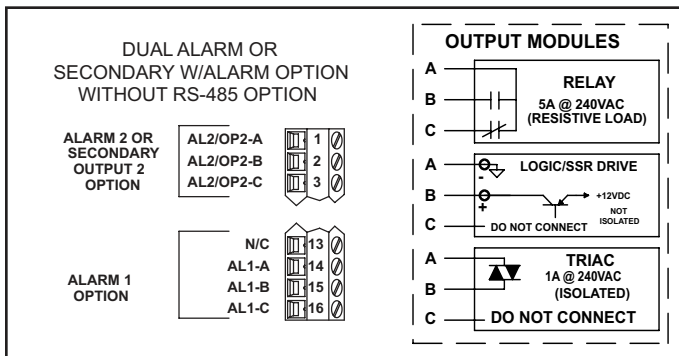 DUAL ALARM OR
SECONDARY W/ALARM OPTION
WITHOUT RS-485 OPTION
ALARM 2 OR
SECONDARY
OUTPUT 2
OPTION
AL2/OP2-A 1
AL2/OP2-B 2
AL2/OP2-C 3
ALARM 1
OPTION
N/C 13
AL1-A 14
AL1-B 15
AL1-C 16
OUTPUT MODULES
A
B
C
RELAY
5A @ 240VAC
(RESISTIVE LOAD)
A
B
C
- LOGIC/SSR DRIVE
+ +12VDC
NOT
ISOLATED
DO NOT CONNECT
A
B
C
TRIAC
1A @ 240VAC
(ISOLATED)
DO NOT CONNECT